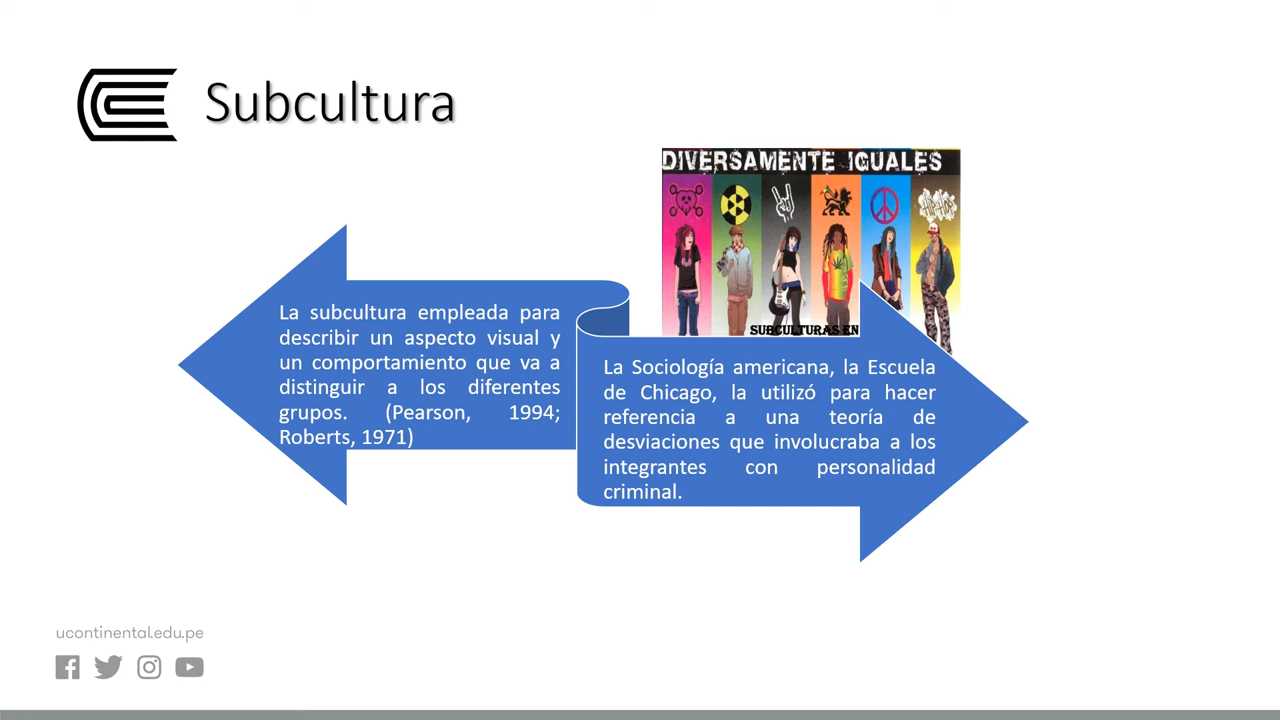 Subcultura
DIVERSAMENTE IGUALES
HIP-HOP
SUBCULTURAS EN
La subcultura empleada para
describir un aspecto visual y
un comportamiento que va a
distinguir a los diferentes
grupos. (Pearson, 1994;
Roberts, 1971)
La Sociología americana, la Escuela
de Chicago, la utilizó para hacer
referencia a una teoría de
desviaciones que involucraba a los
integrantes con personalidad
criminal.
ucontinental.edu.pe